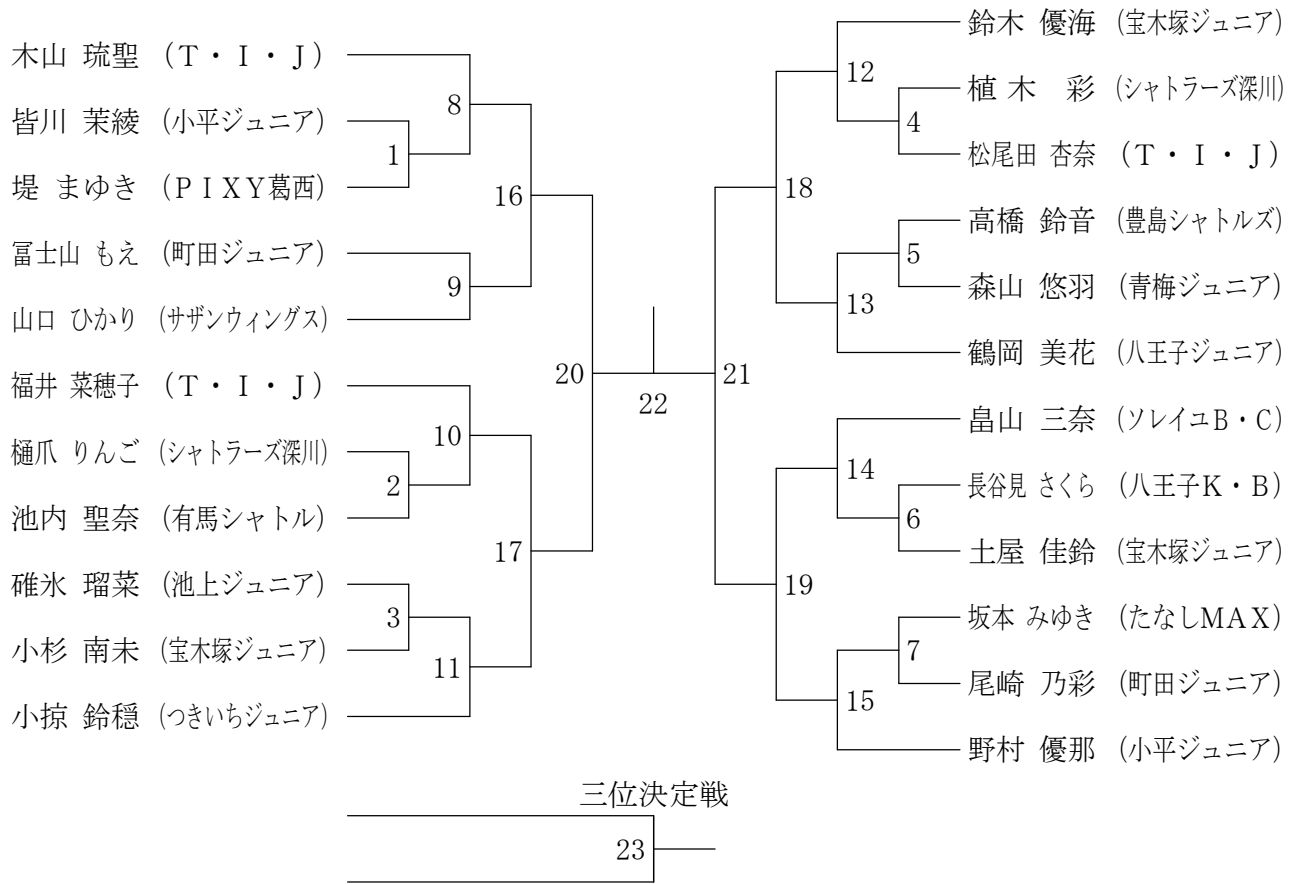 木山 琉聖 (T・I・J)
皆川 茉綾 (小平ジュニア)
堤 まゆき (PIXY葛西)
冨士山 もえ (町田ジュニア)
山口 ひかり (サザンウィングス)
福井 菜穂子 (T・I・J)
樋爪 りんご (シャトラーズ深川)
池内 聖奈 (有馬シャトル)
碓氷 瑠菜 (池上ジュニア)
小杉 南未 (宝木塚ジュニア)
小掠 鈴穏 (つきいちジュニア)
1
2
3
8
9
10
11
16
17
20
22
21
18
19
12
13
14
15
4
5
6
7
鈴木 優海 (宝木塚ジュニア)
植木 彩 (シャトラーズ深川)
松尾田 杏奈 (T・I・J)
高橋 鈴音 (豊島シャトルズ)
森山 悠羽 (青梅ジュニア)
鶴岡 美花 (八王子ジュニア)
畠山 三奈 (ソレイユB・C)
長谷見 さくら (八王子K・B)
土屋 佳鈴 (宝木塚ジュニア)
坂本 みゆき (たなしMAX)
尾崎 乃彩 (町田ジュニア)
野村 優那 (小平ジュニア)
三位決定戦
23